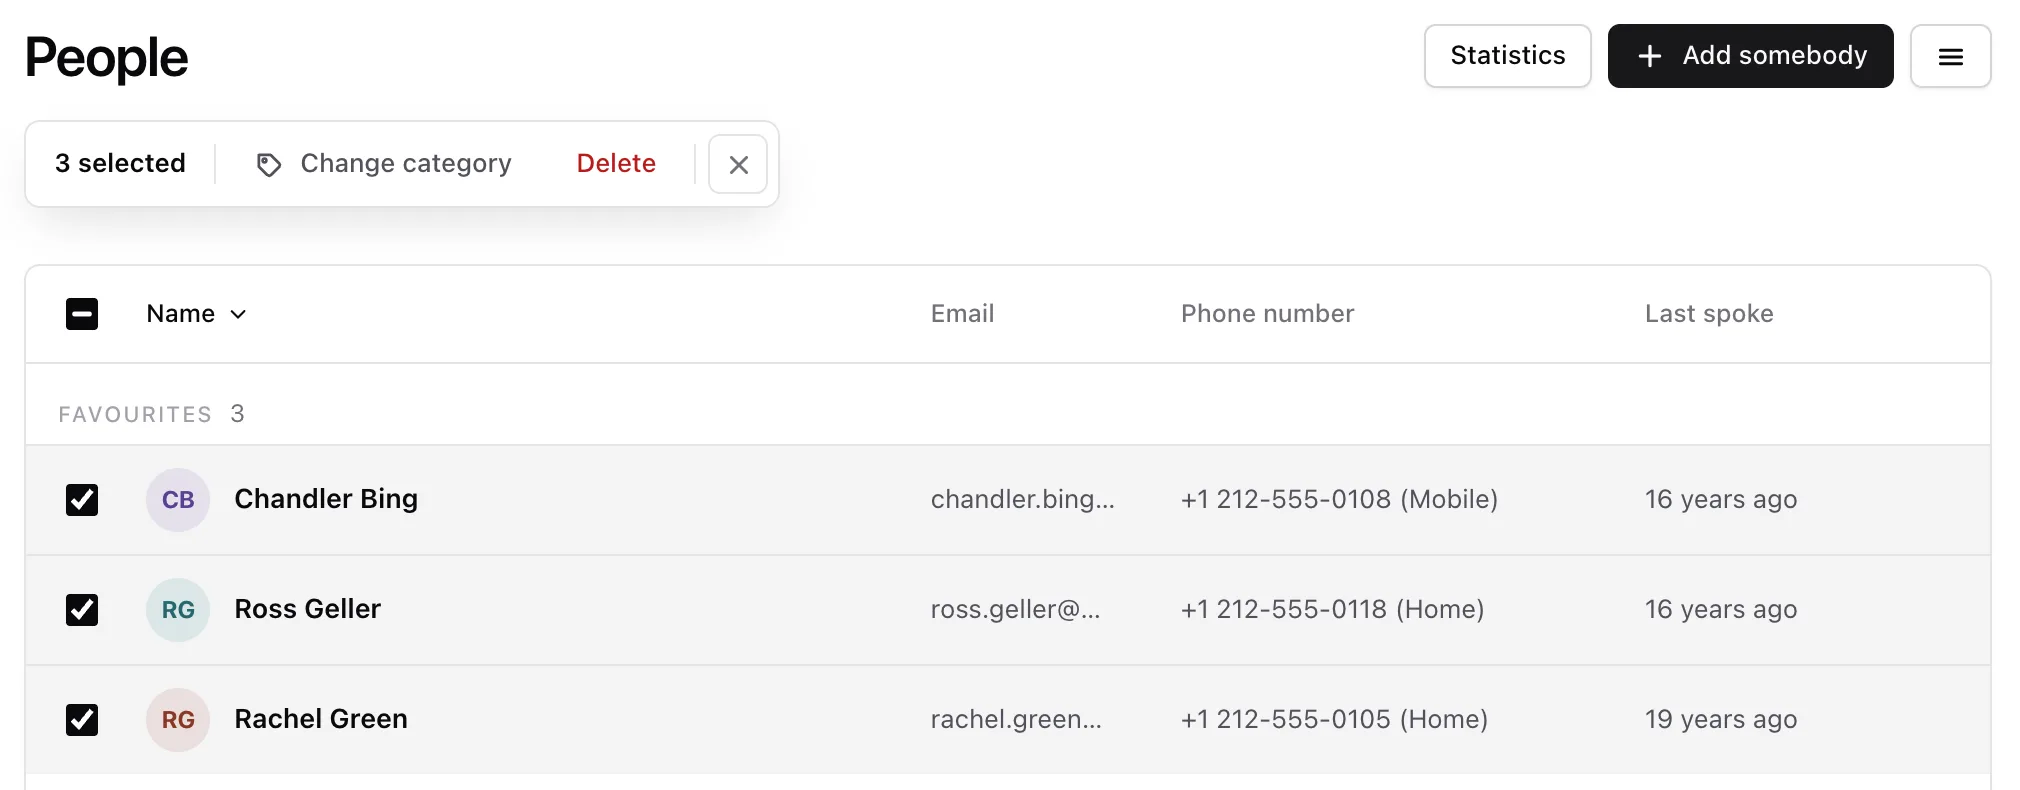 People
Statistics
Add somebody
3 selected
Change category
Delete
Name
Email
Phone number
Last spoke
FAVOURITES 3
CB Chandler Bing chandler.bing... +1 212-555-0108 (Mobile) 16 years ago
RG Ross Geller ross.geller@... +1 212-555-0118 (Home) 16 years ago
RG Rachel Green rachel.green... +1 212-555-0105 (Home) 19 years ago